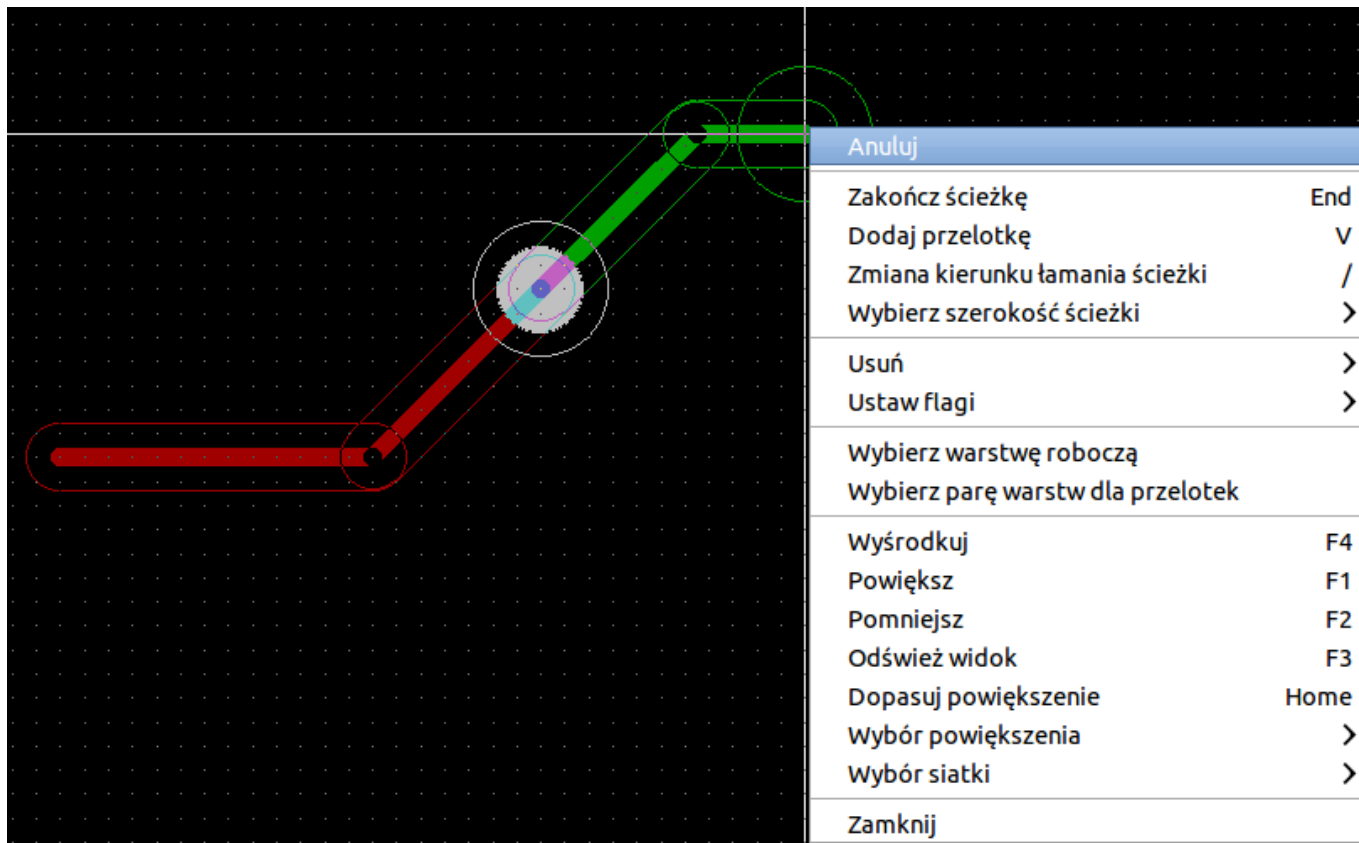 Anuluj
Zakończ ścieżkę End
Dodaj przelotkę V
Zmiana kierunku łamania ścieżki /
Wybierz szerokość ścieżki
Usuń
Ustaw flagi
Wybierz warstwę roboczą
Wybierz parę warstw dla przelotek
Wyśrodkuj F4
Powiększ F1
Pomniejsz F2
Odśwież widok F3
Dopasuj powiększenie Home
Wybór powiększenia
Wybór siatki
Zamknij